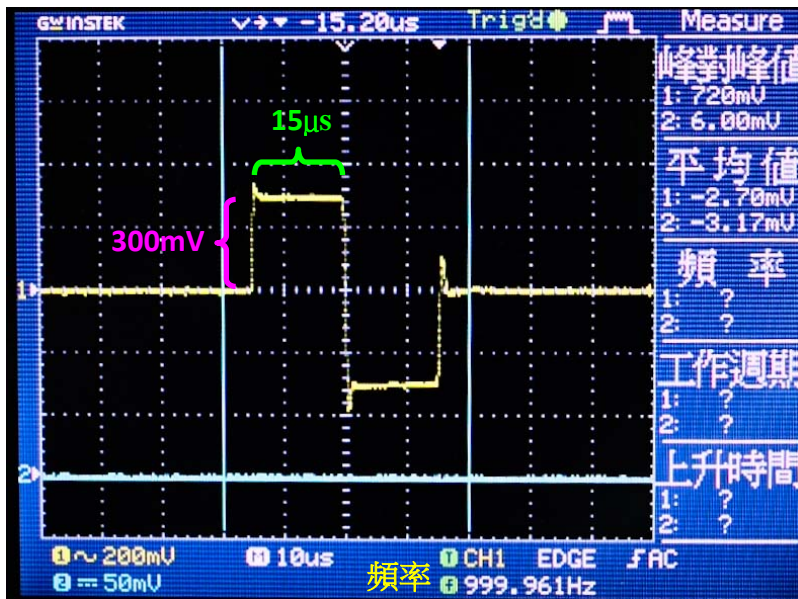 GW INSTEK -15.20us Trig'd Measure
15μs
300mV
峰對峰值
1: 720mV
2: 6.00mV
平均值
1: -2.70mV
2: -3.17mV
頻率
1: ?
2: ?
工作週期
1: ?
2: ?
上升時間
1: ?
2: ?
1
2
1 200mV M 10us T CH1 EDGE AC
2 50mV 頻率 f 999.961Hz